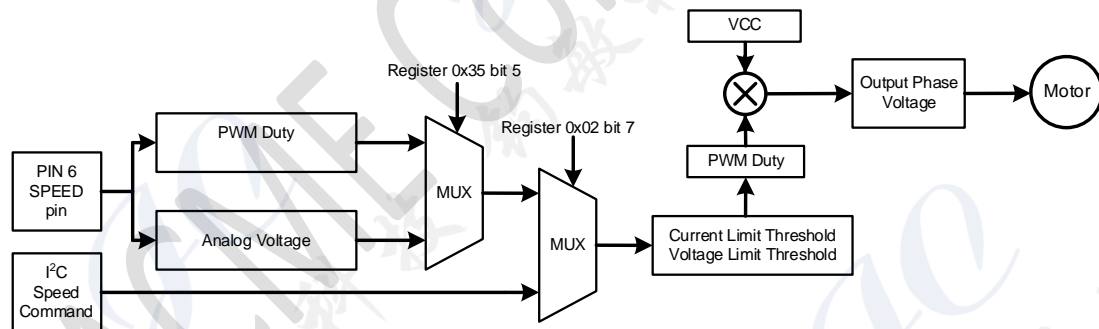 VCC
Register 0x35 bit 5
Output Phase
Voltage
Motor
PWM Duty
Register 0x02 bit 7
PIN 6
SPEED
pin
MUX
PWM Duty
Analog Voltage
MUX
Current Limit Threshold
Voltage Limit Threshold
I²C
Speed
Command